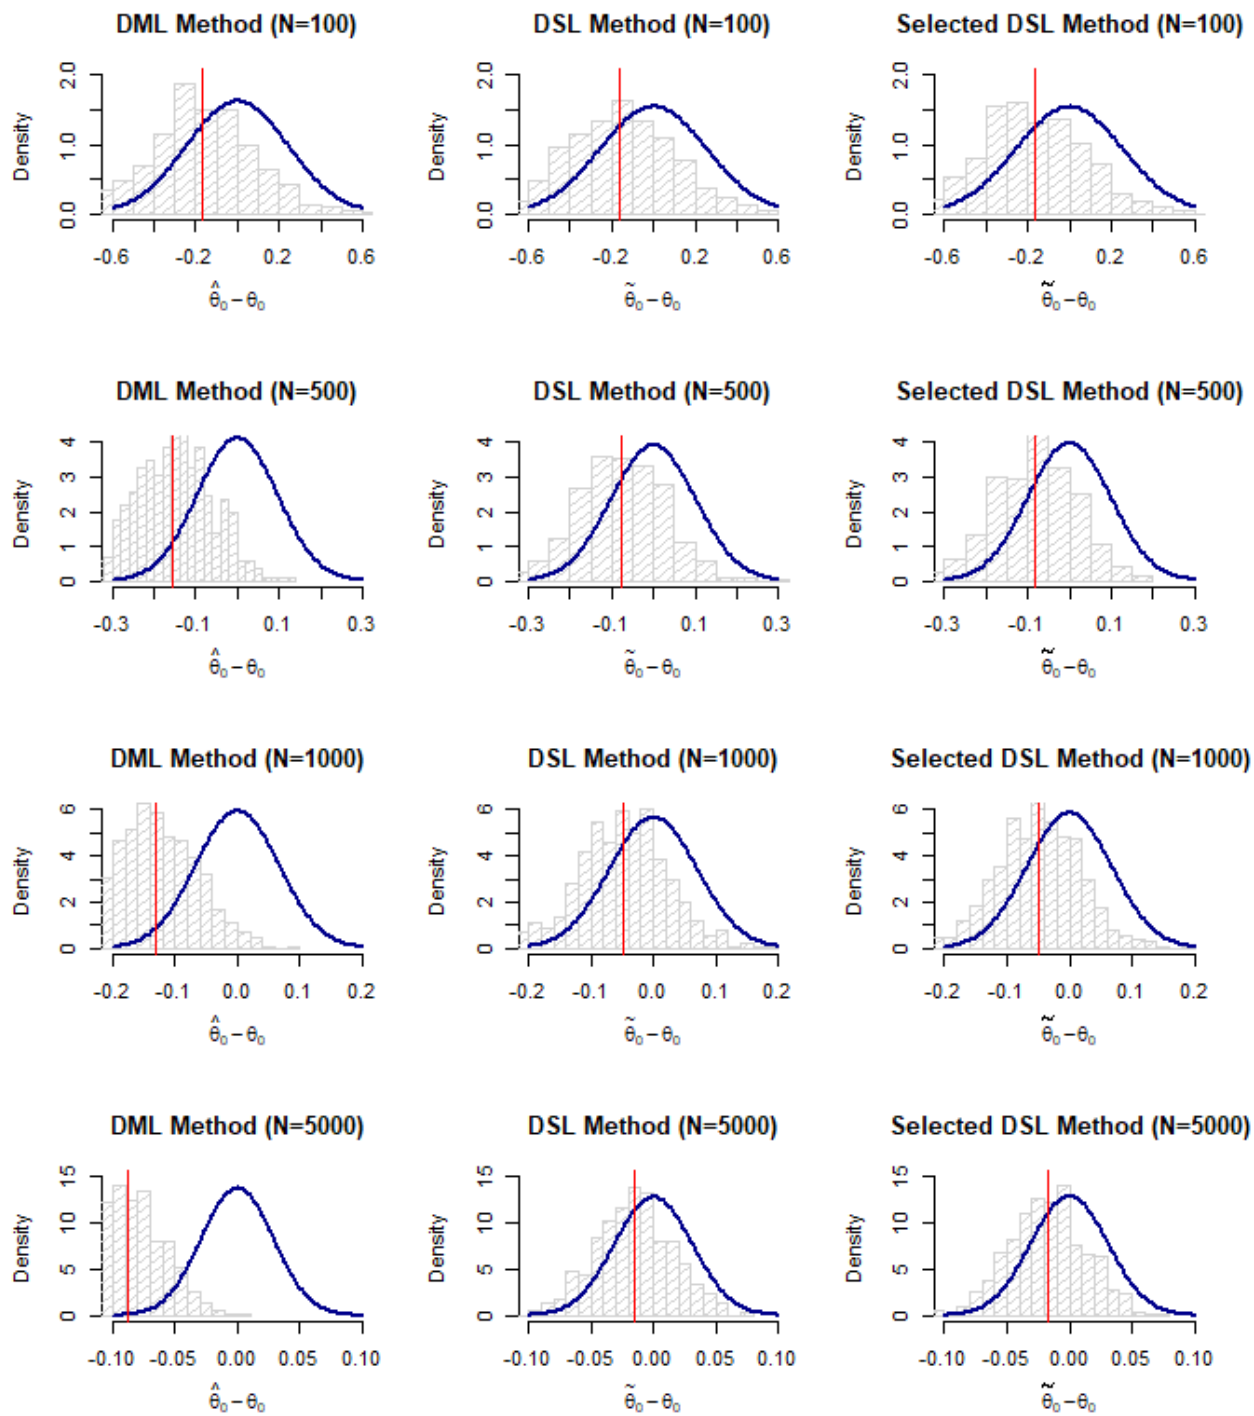 DML Method (N=100)
DSL Method (N=100)
Selected DSL Method (N=100)
Density
0.0 1.0 2.0
-0.6 -0.2 0.2 0.6
θ̂₀ − θ₀
Density
0.0 1.0 2.0
-0.6 -0.2 0.2 0.6
θ̃₀ − θ₀
Density
0.0 1.0 2.0
-0.6 -0.2 0.2 0.6
θ̃̃₀ − θ₀
DML Method (N=500)
DSL Method (N=500)
Selected DSL Method (N=500)
Density
0 1 2 3 4
-0.3 -0.1 0.1 0.3
θ̂₀ − θ₀
Density
0 1 2 3 4
-0.3 -0.1 0.1 0.3
θ̃₀ − θ₀
Density
0 1 2 3 4
-0.3 -0.1 0.1 0.3
θ̃̃₀ − θ₀
DML Method (N=1000)
DSL Method (N=1000)
Selected DSL Method (N=1000)
Density
0 2 4 6
-0.2 -0.1 0.0 0.1 0.2
θ̂₀ − θ₀
Density
0 2 4 6
-0.2 -0.1 0.0 0.1 0.2
θ̃₀ − θ₀
Density
0 2 4 6
-0.2 -0.1 0.0 0.1 0.2
θ̃̃₀ − θ₀
DML Method (N=5000)
DSL Method (N=5000)
Selected DSL Method (N=5000)
Density
0 5 10 15
-0.10 -0.05 0.00 0.05 0.10
θ̂₀ − θ₀
Density
0 5 10 15
-0.10 -0.05 0.00 0.05 0.10
θ̃₀ − θ₀
Density
0 5 10 15
-0.10 -0.05 0.00 0.05 0.10
θ̃̃₀ − θ₀